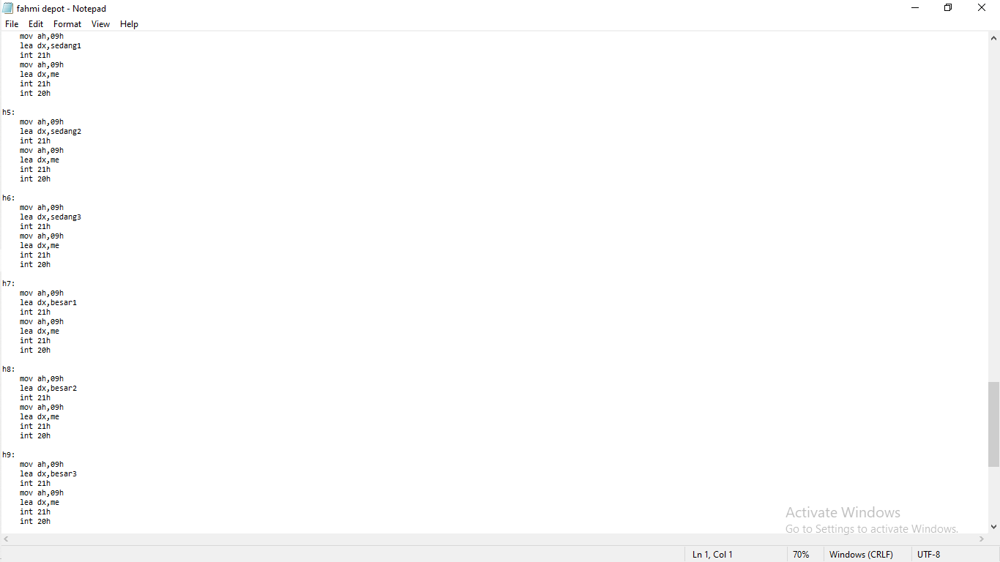 fahmi depot - Notepad
File Edit Format View Help
mov ah,09h
lea dx,sedang1
int 21h
mov ah,09h
lea dx,me
int 21h
int 20h
h5:
mov ah,09h
lea dx,sedang2
int 21h
mov ah,09h
lea dx,me
int 21h
int 20h
h6:
mov ah,09h
lea dx,sedang3
int 21h
mov ah,09h
lea dx,me
int 21h
int 20h
h7:
mov ah,09h
lea dx,besar1
int 21h
mov ah,09h
lea dx,me
int 21h
int 20h
h8:
mov ah,09h
lea dx,besar2
int 21h
mov ah,09h
lea dx,me
int 21h
int 20h
h9:
mov ah,09h
lea dx,besar3
int 21h
mov ah,09h
lea dx,me
int 21h
int 20h
Activate Windows
Go to Settings to activate Windows.
Ln 1, Col 1 70% Windows (CRLF) UTF-8